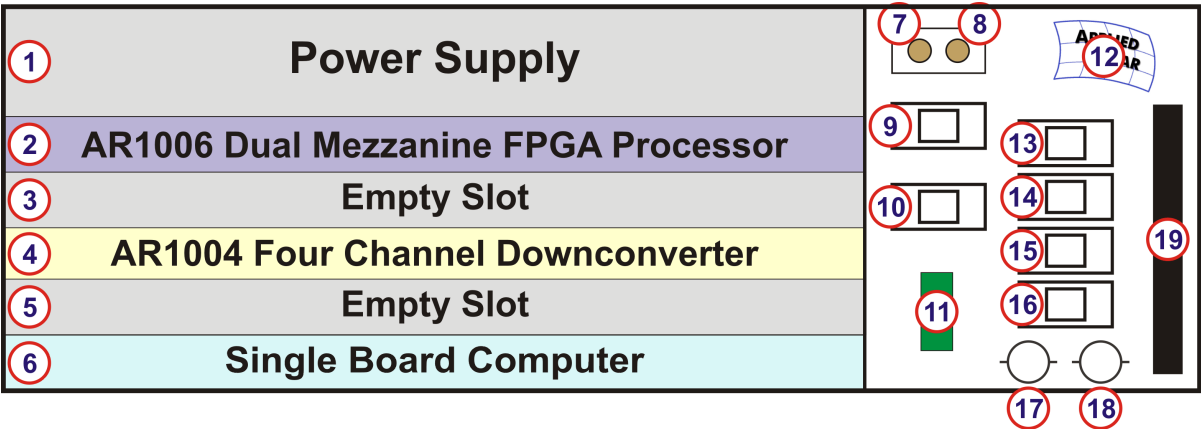 1 Power Supply
2 AR1006 Dual Mezzanine FPGA Processor
3 Empty Slot
4 AR1004 Four Channel Downconverter
5 Empty Slot
6 Single Board Computer
7 8
12
9
13
10
14
15
19
11
16
17 18